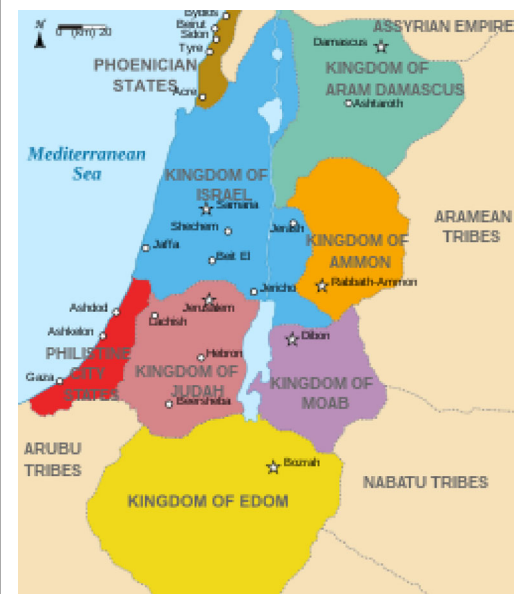 Byblos
N
0 (km) 20
Beirut
ASSYRIAN EMPIRE
Sidon
Damascus
Tyre
PHOENICIAN
STATES
KINGDOM OF
ARAM DAMASCUS
Acre
Ashtaroth
Mediterranean
Sea
KINGDOM OF
ISRAEL
Samaria
ARAMEAN
TRIBES
Shechem
Jerash
KINGDOM OF
AMMON
Jaffa
Beit El
Rabbath-Ammon
Jericho
Ashdod
Jerusalem
Lachish
Ashkelon
Dibon
PHILISTINE
CITY
STATES
Hebron
Gaza
KINGDOM OF
JUDAH
KINGDOM OF
MOAB
Beersheba
ARUBU
TRIBES
Bozrah
NABATU TRIBES
KINGDOM OF EDOM